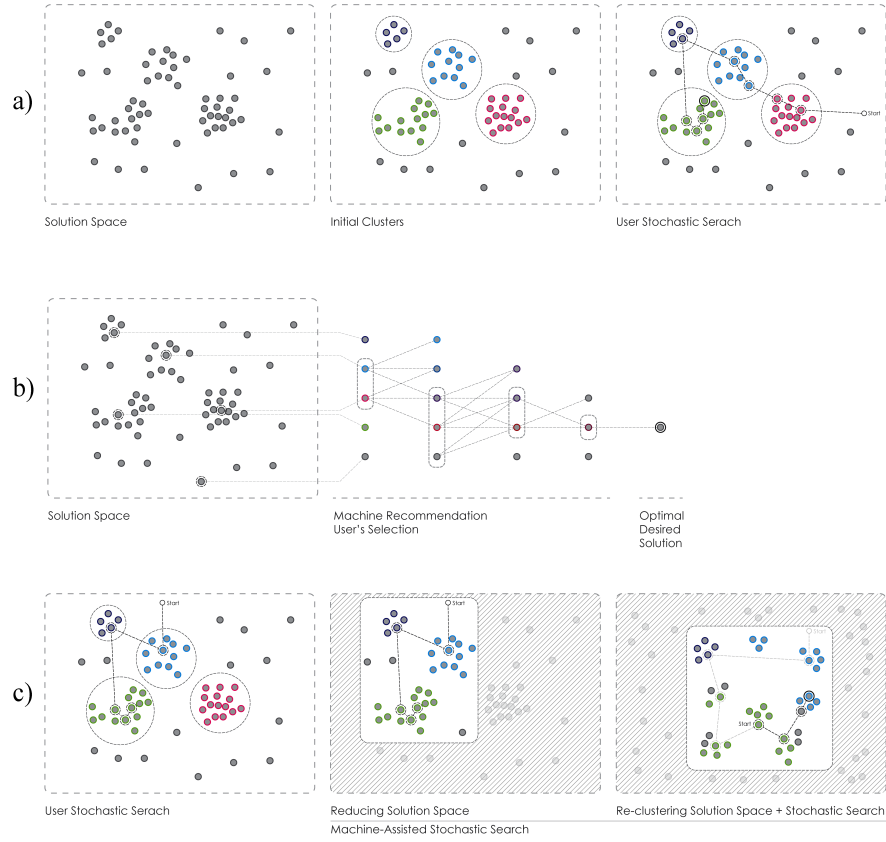 a)
Start
Solution Space
Initial Clusters
User Stochastic Serach
b)
Solution Space
Machine Recommendation
User's Selection
Optimal
Desired
Solution
Start
Start
Start
c)
Start
User Stochastic Serach
Reducing Solution Space
Re-clustering Solution Space + Stochastic Search
Machine-Assisted Stochastic Search